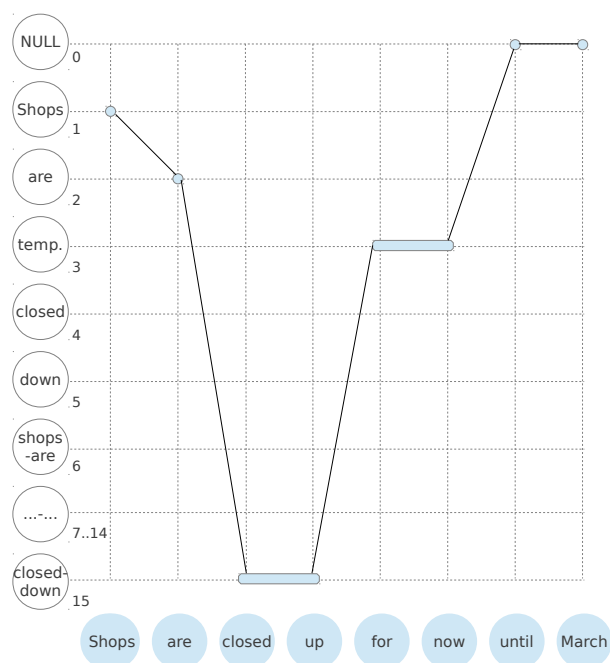 NULL
0
Shops
1
are
2
temp.
3
closed
4
down
5
shops
-are
6
...-...
7..14
closed-
down
15
Shops are closed up for now until March